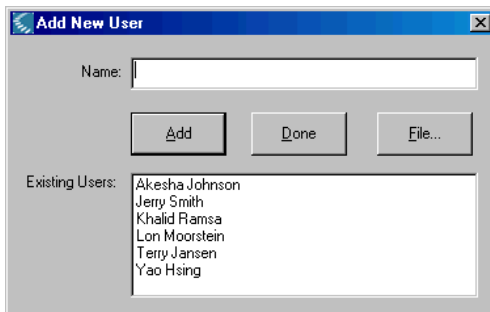 Add New User
Name:
Add Done File...
Existing Users:
Akesha Johnson
Jerry Smith
Khalid Ramsa
Lon Moorstein
Terry Jansen
Yao Hsing